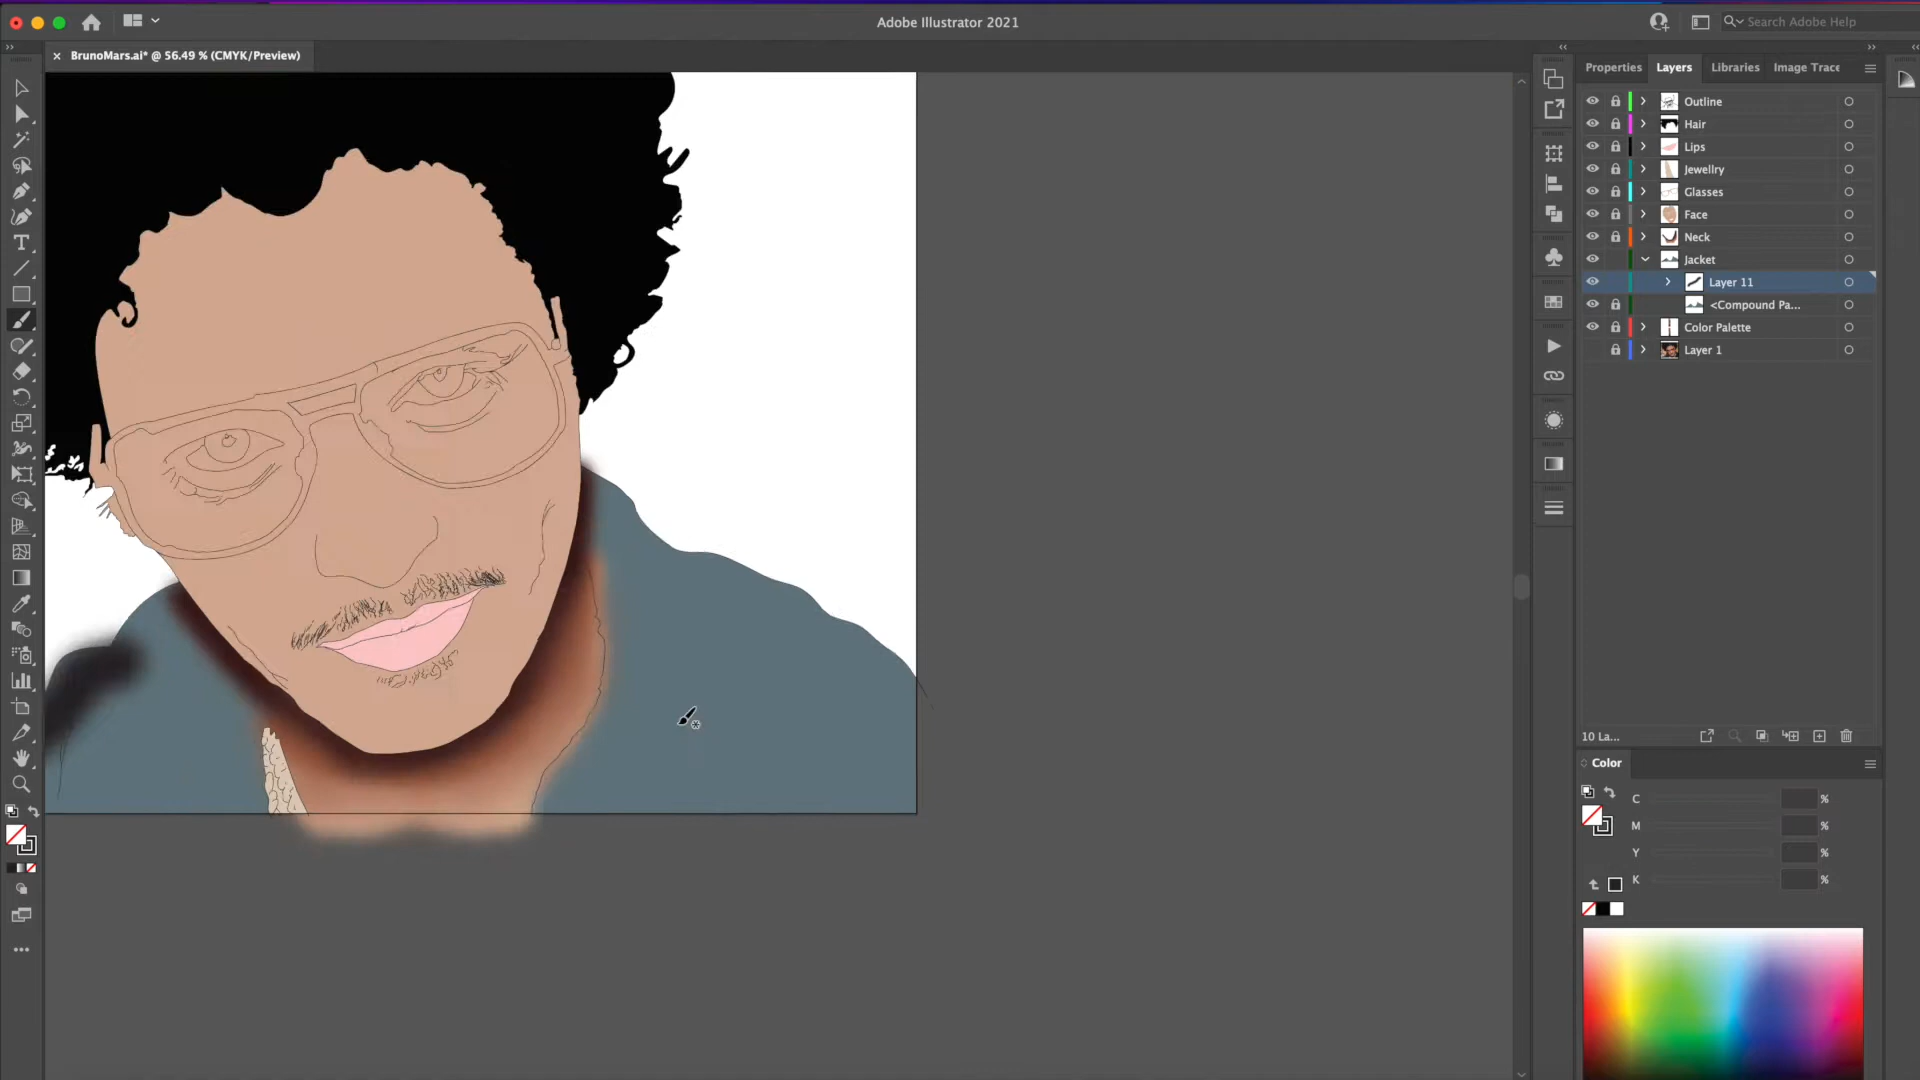 Adobe Illustrator 2021
Search Adobe Help
BrunoMars.ai* @ 56.49 % (CMYK/Preview)
Properties Layers Libraries Image Trace
Outline
Hair
Lips
Jewellry
Glasses
Face
Neck
Jacket
Layer 11
<Compound Pa...
Color Palette
Layer 1
10 La...
Color
C %
M %
Y %
K %